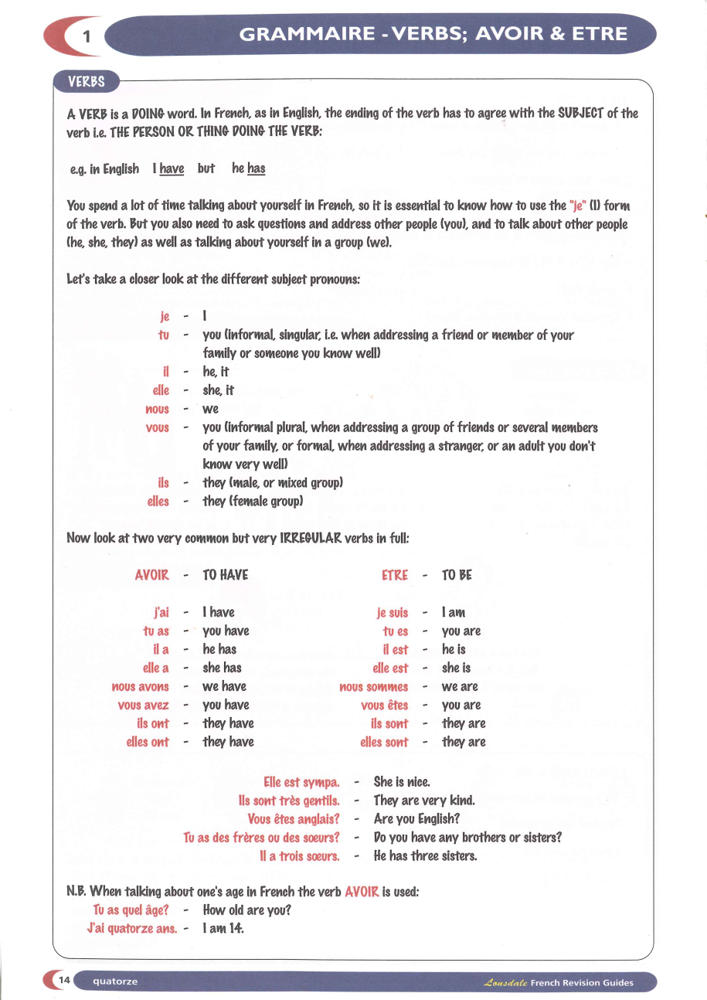 1
GRAMMAIRE - VERBS; AVOIR & ETRE
VERBS
A VERB is a DOING word. In French, as in English, the ending of the verb has to agree with the SUBJECT of the
verb i.e. THE PERSON OR THING DOING THE VERB:
e.g. in English I have but he has
You spend a lot of time talking about yourself in French, so it is essential to know how to use the "je" (I) form
of the verb. But you also need to ask questions and address other people (you), and to talk about other people
(he, she, they) as well as talking about yourself in a group (we).
Let's take a closer look at the different subject pronouns:
je - I
tu - you (informal, singular, i.e. when addressing a friend or member of your
family or someone you know well)
il - he, it
elle - she, it
nous - we
vous - you (informal plural, when addressing a group of friends or several members
of your family, or formal, when addressing a stranger, or an adult you don't
know very well)
ils - they (male, or mixed group)
elles - they (female group)
Now look at two very common but very IRREGULAR verbs in full:
AVOIR - TO HAVE ETRE - TO BE
j'ai - I have je suis - I am
tu as - you have tu es - you are
il a - he has il est - he is
elle a - she has elle est - she is
nous avons - we have nous sommes - we are
vous avez - you have vous êtes - you are
ils ont - they have ils sont - they are
elles ont - they have elles sont - they are
Elle est sympa. - She is nice.
Ils sont très gentils. - They are very kind.
Vous êtes anglais? - Are you English?
Tu as des frères ou des sœurs? - Do you have any brothers or sisters?
Il a trois sœurs. - He has three sisters.
N.B. When talking about one's age in French the verb AVOIR is used:
Tu as quel âge? - How old are you?
J'ai quatorze ans. - I am 14.
14 quatorze Lonsdale French Revision Guides